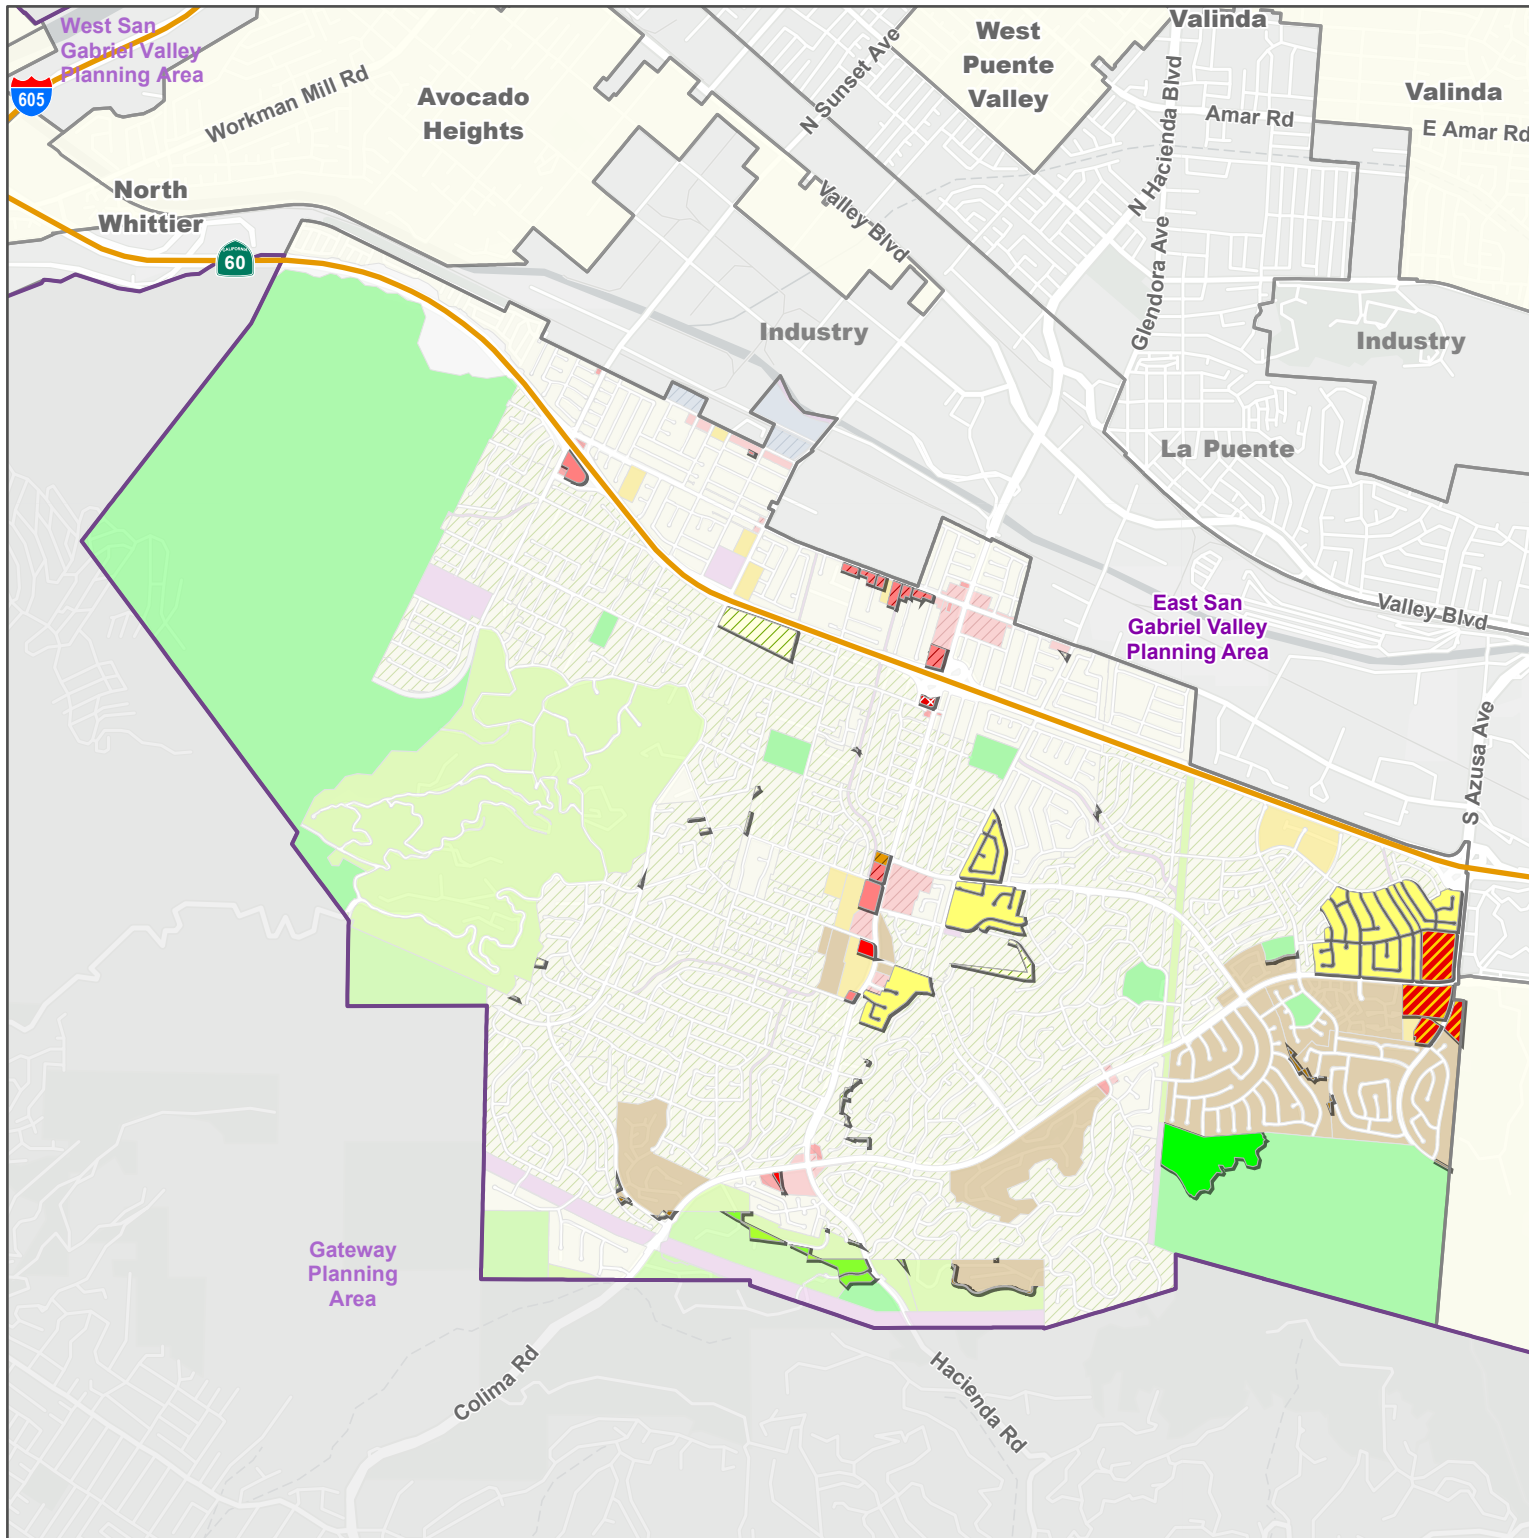 West San
Gabriel Valley
Planning Area
605
Workman Mill Rd
Avocado
Heights
N Sunset Ave
West
Puente
Valley
Valinda
N Hacienda Blvd
Amar Rd
Valinda
E Amar Rd
North
Whittier
CALIFORNIA
60
Valley Blvd
Glendora Ave
Industry
Industry
La Puente
East San
Gabriel Valley
Planning Area
Valley Blvd
S Azusa Ave
Gateway
Planning
Area
Colima Rd
Hacienda Rd